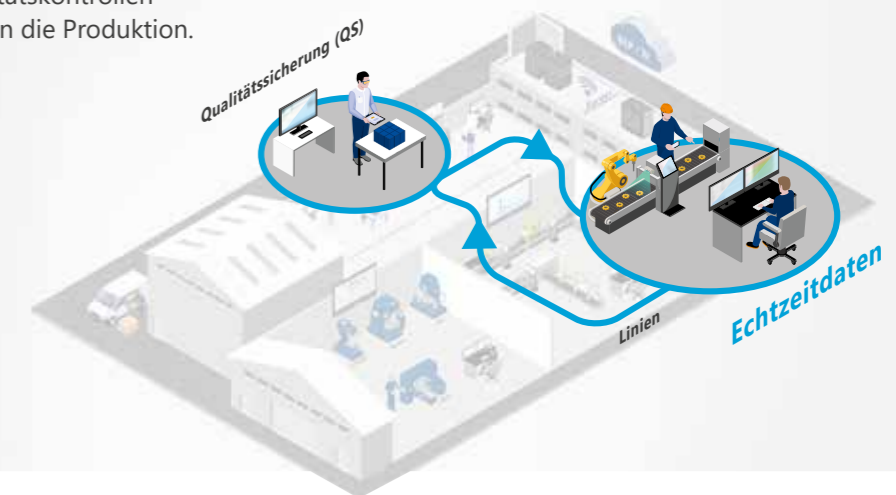 n die Produktion.
Qualitätssicherung (QS)
Linien
Echtzeitdaten